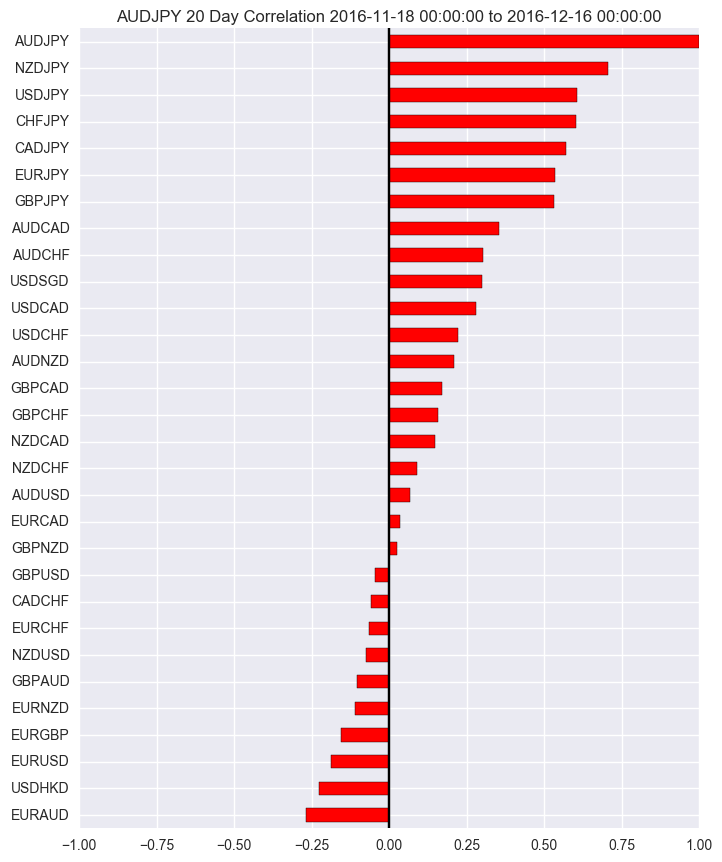 AUDJPY 20 Day Correlation 2016-11-18 00:00:00 to 2016-12-16 00:00:00
AUDJPY
NZDJPY
USDJPY
CHFJPY
CADJPY
EURJPY
GBPJPY
AUDCAD
AUDCHF
USDSGD
USDCAD
USDCHF
AUDNZD
GBPCAD
GBPCHF
NZDCAD
NZDCHF
AUDUSD
EURCAD
GBPNZD
GBPUSD
CADCHF
EURCHF
NZDUSD
GBPAUD
EURNZD
EURGBP
EURUSD
USDHKD
EURAUD
−1.00 −0.75 −0.50 −0.25 0.00 0.25 0.50 0.75 1.00